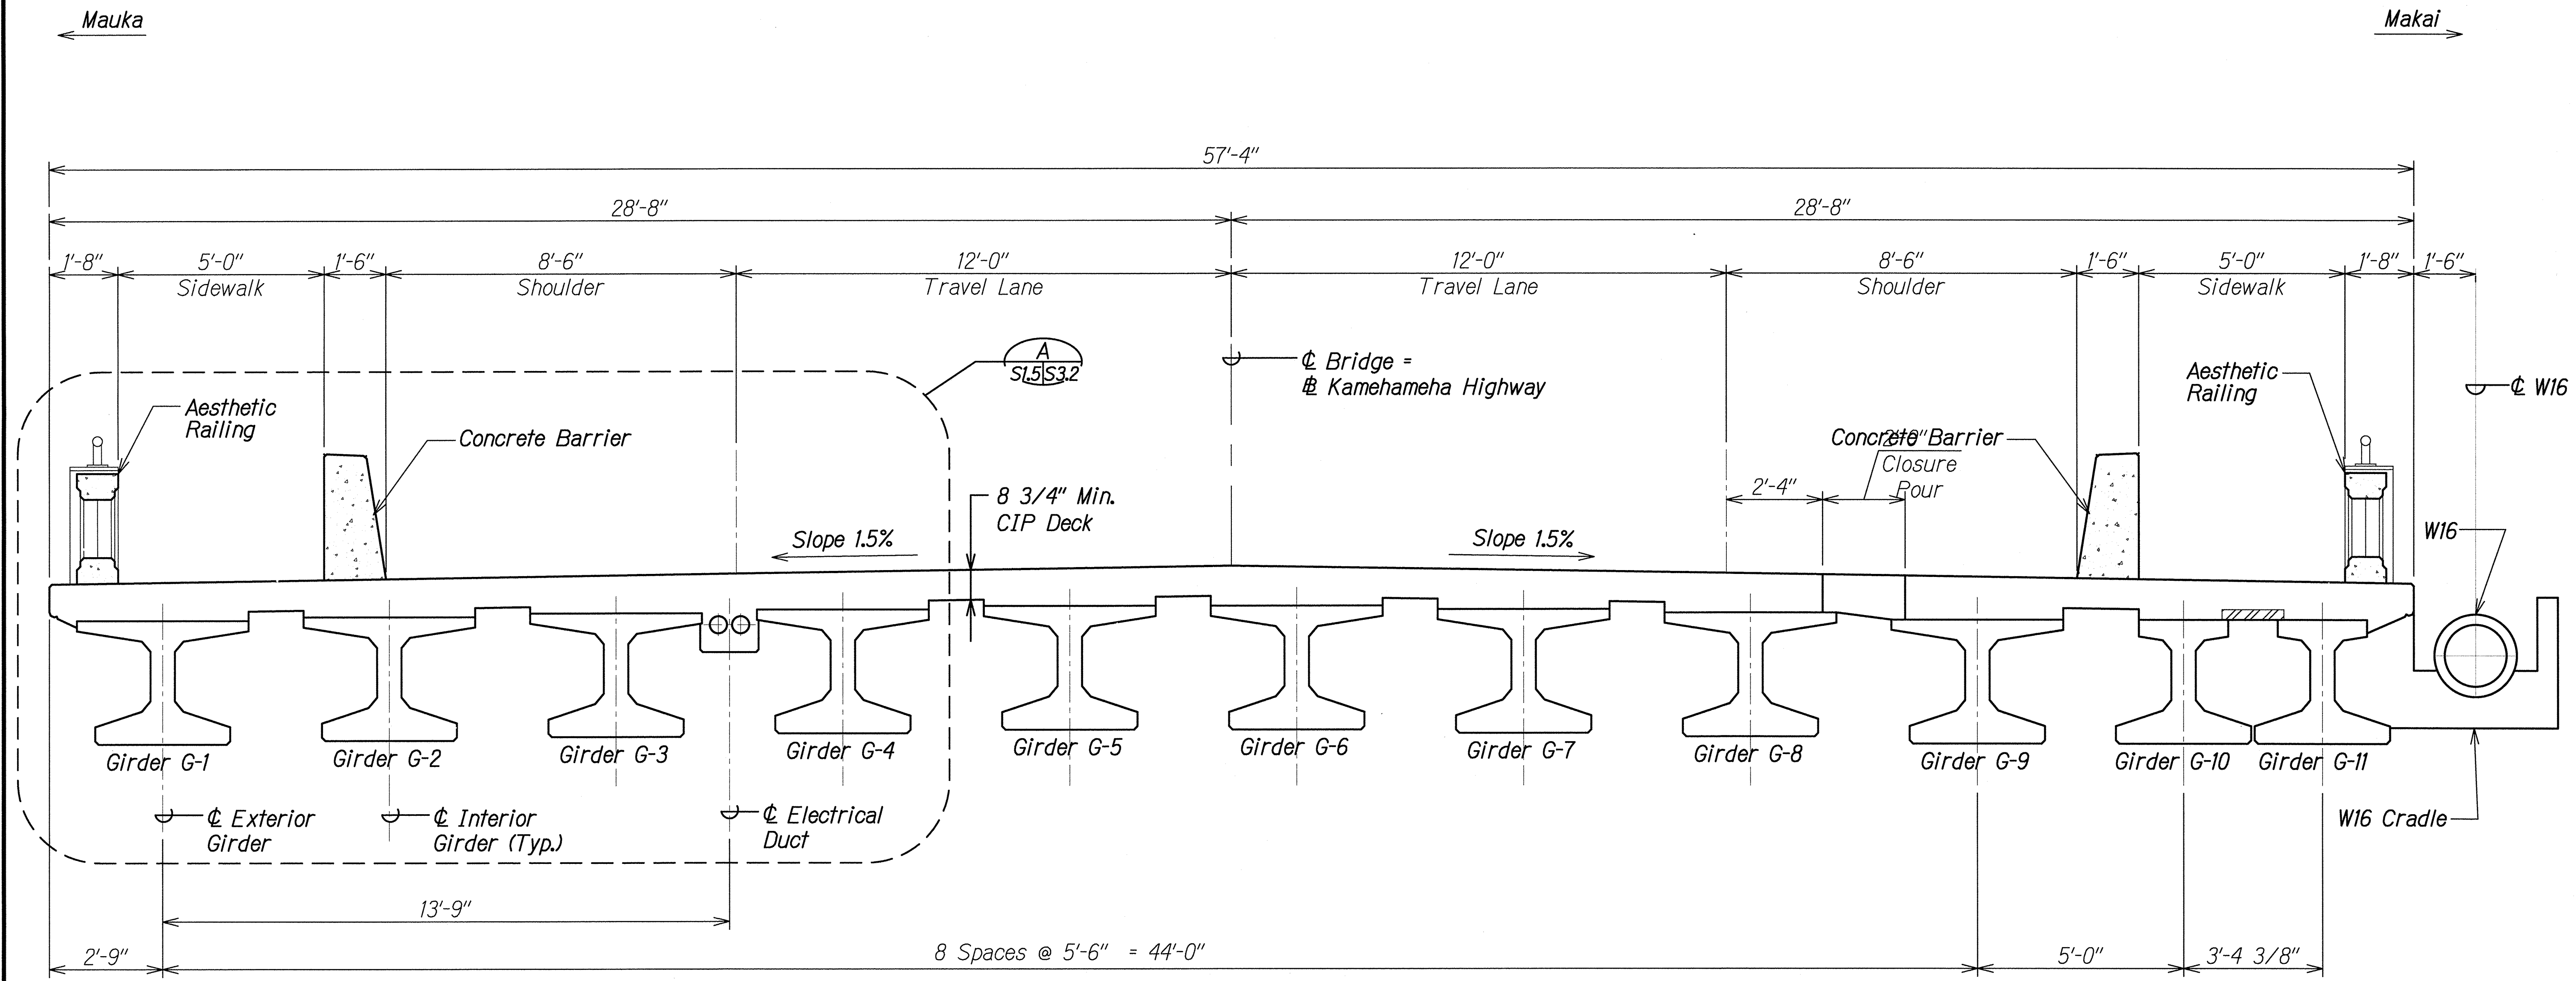 Mauka
Makai
57'-4"
28'-8"
28'-8"
1'-8"
5'-0"
1'-6"
8'-6"
12'-0"
12'-0"
8'-6"
1'-6"
5'-0"
1'-8"
1'-6"
Sidewalk
Shoulder
Travel Lane
Travel Lane
Shoulder
Sidewalk
A
S1.5 S3.2
℄ Bridge =
Kamehameha Highway
Aesthetic
Railing
℄ W16
Aesthetic
Railing
Concrete Barrier
Concrete Barrier
Closure
Pour
2'-4"
8 3/4" Min.
CIP Deck
Slope 1.5%
Slope 1.5%
W16
Girder G-1
Girder G-2
Girder G-3
Girder G-4
Girder G-5
Girder G-6
Girder G-7
Girder G-8
Girder G-9
Girder G-10
Girder G-11
℄ Exterior
Girder
℄ Interior
Girder (Typ.)
℄ Electrical
Duct
W16 Cradle
13'-9"
2'-9"
8 Spaces @ 5'-6" = 44'-0"
5'-0"
3'-4 3/8"